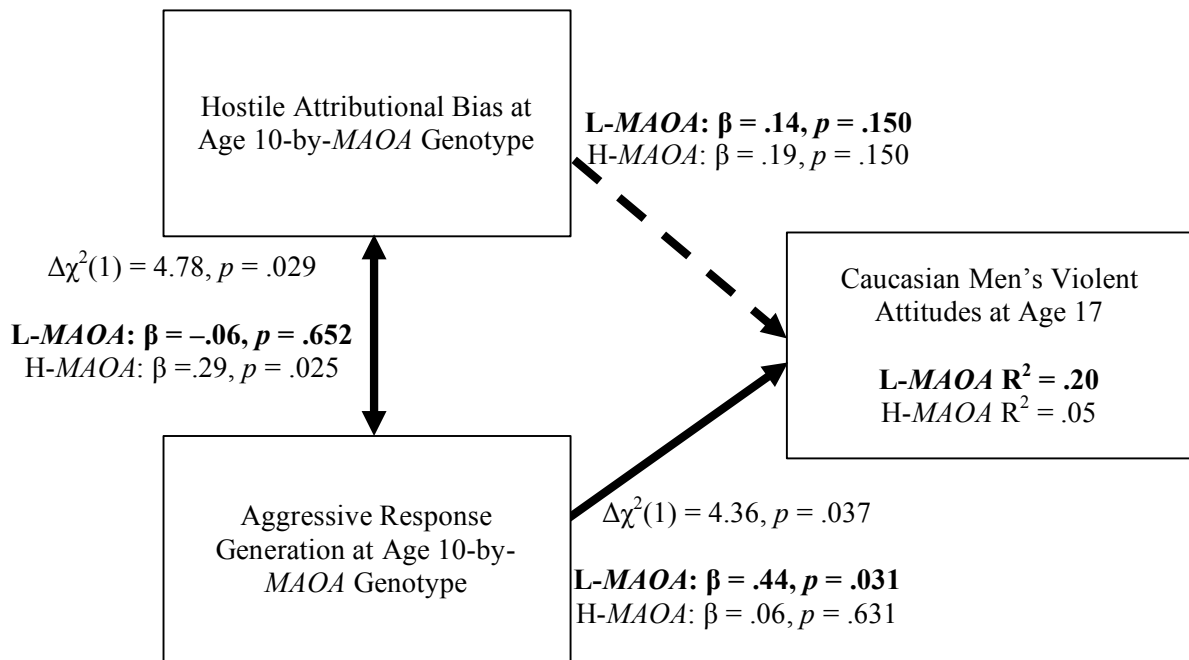 Hostile Attributional Bias at
Age 10-by-MAOA Genotype
L-MAOA: β = .14, p = .150
H-MAOA: β = .19, p = .150
Δχ²(1) = 4.78, p = .029
L-MAOA: β = –.06, p = .652
H-MAOA: β =.29, p = .025
Caucasian Men’s Violent
Attitudes at Age 17
L-MAOA R² = .20
H-MAOA R² = .05
Aggressive Response
Generation at Age 10-by-
MAOA Genotype
Δχ²(1) = 4.36, p = .037
L-MAOA: β = .44, p = .031
H-MAOA: β = .06, p = .631